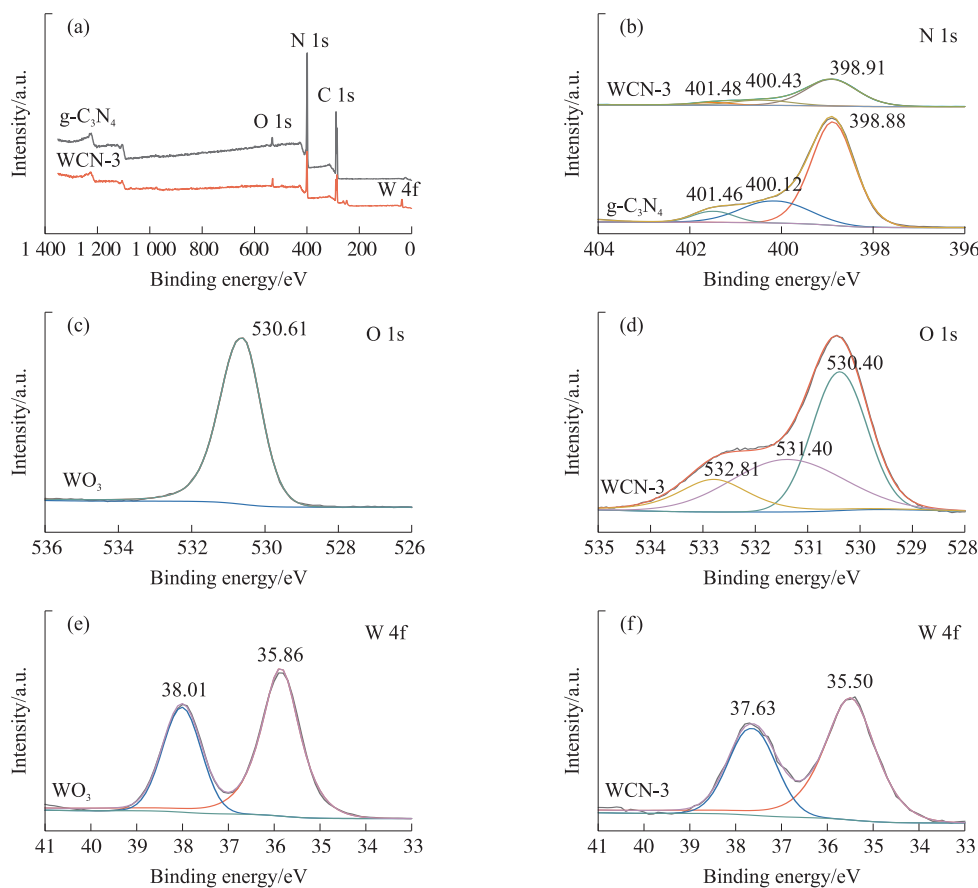 (a)
N 1s
C 1s
g-C₃N₄
O 1s
WCN-3
W 4f
Intensity/a.u.
1 400 1 200 1 000 800 600 400 200 0
Binding energy/eV
(b)
N 1s
401.48 400.43 398.91
WCN-3
398.88
401.46 400.12
g-C₃N₄
Intensity/a.u.
404 402 400 398 396
Binding energy/eV
(c)
530.61
O 1s
WO₃
Intensity/a.u.
536 534 532 530 528 526
Binding energy/eV
(d)
O 1s
530.40
531.40
532.81
WCN-3
Intensity/a.u.
535 534 533 532 531 530 529 528
Binding energy/eV
(e)
W 4f
35.86
38.01
WO₃
Intensity/a.u.
41 40 39 38 37 36 35 34 33
Binding energy/eV
(f)
W 4f
35.50
37.63
WCN-3
Intensity/a.u.
41 40 39 38 37 36 35 34 33
Binding energy/eV